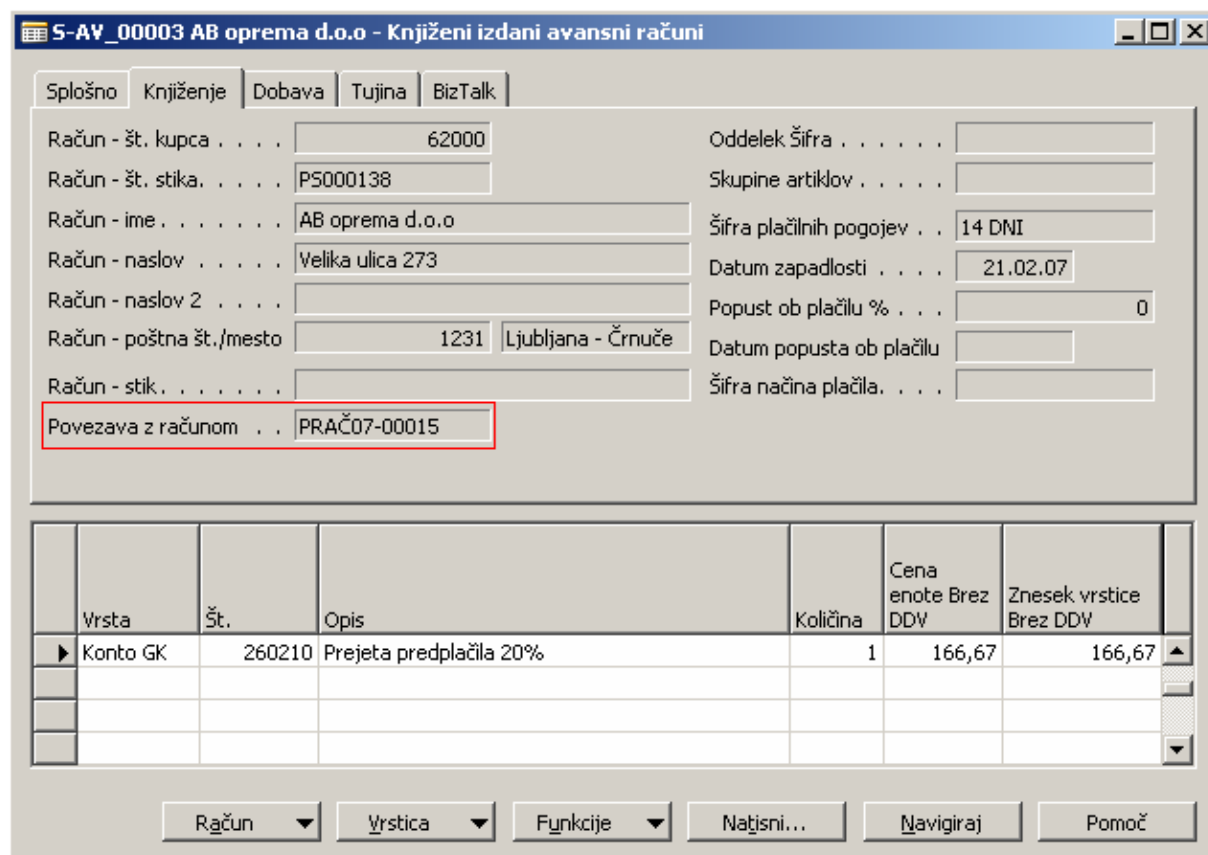 S-AV_00003 AB oprema d.o.o - Knjiženi izdani avansni računi
Splošno Knjiženje Dobava Tujina BizTalk
Račun - št. kupca . . . . 62000
Račun - št. stika. . . . . PS000138
Račun - ime . . . . . . . AB oprema d.o.o
Račun - naslov . . . . . Velika ulica 273
Račun - naslov 2 . . . .
Račun - poštna št./mesto 1231 Ljubljana - Črnuče
Račun - stik. . . . . . .
Povezava z računom . . PRAČ07-00015
Oddelek Šifra . . . . . .
Skupine artiklov . . . . .
Šifra plačilnih pogojev . . 14 DNI
Datum zapadlosti . . . . 21.02.07
Popust ob plačilu % . . . 0
Datum popusta ob plačilu
Šifra načina plačila. . . .
Vrsta Št. Opis Količina Cena enote Brez DDV Znesek vrstice Brez DDV
Konto GK 260210 Prejeta predplačila 20% 1 166,67 166,67
Račun Vrstica Funkcije Natisni... Navigiraj Pomoč